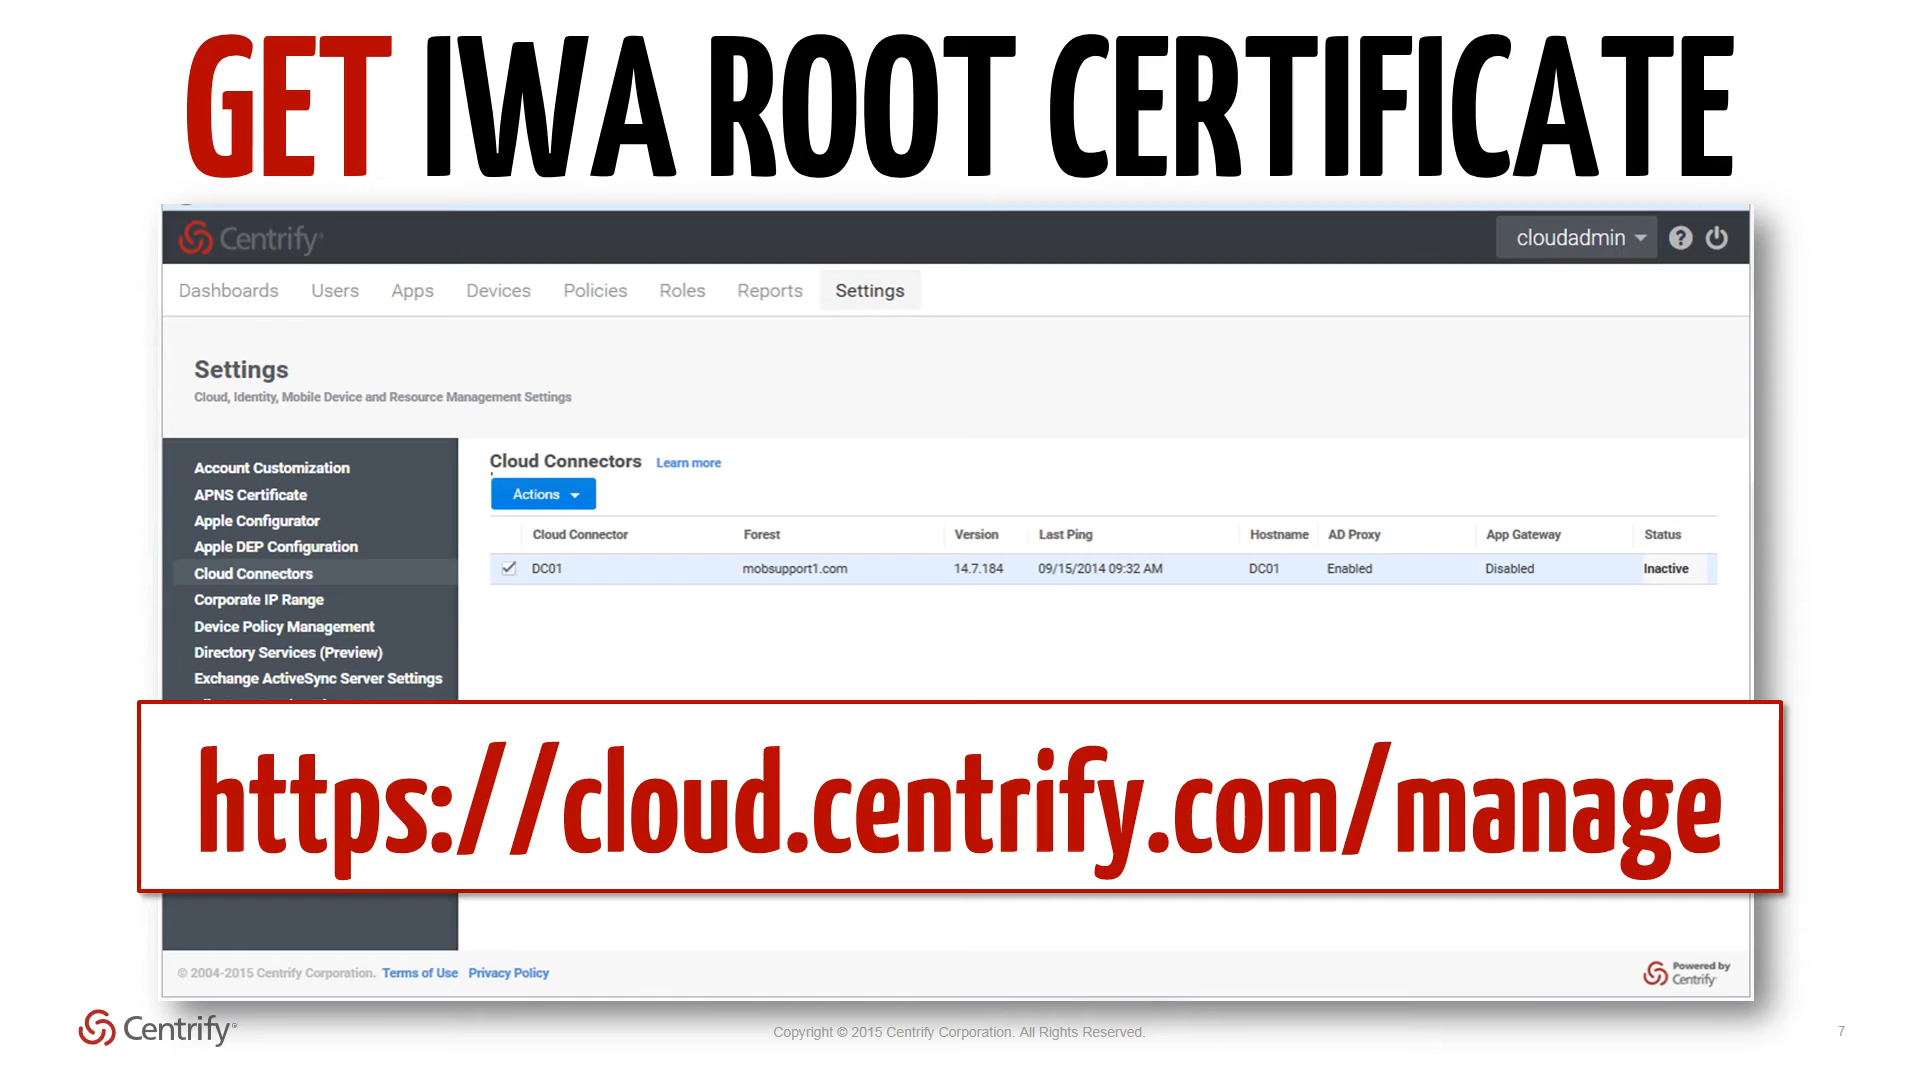 GET IWA ROOT CERTIFICATE
Centrify
cloudadmin
Dashboards Users Apps Devices Policies Roles Reports Settings
Settings
Cloud, Identity, Mobile Device and Resource Management Settings
Account Customization
APNS Certificate
Apple Configurator
Apple DEP Configuration
Cloud Connectors
Corporate IP Range
Device Policy Management
Directory Services (Preview)
Exchange ActiveSync Server Settings
Cloud Connectors Learn more
Actions
Cloud Connector Forest Version Last Ping Hostname AD Proxy App Gateway Status
DC01 mobsupport1.com 14.7.184 09/15/2014 09:32 AM DC01 Enabled Disabled Inactive
https://cloud.centrify.com/manage
© 2004-2015 Centrify Corporation. Terms of Use Privacy Policy
Powered by
Centrify
Centrify
Copyright © 2015 Centrify Corporation. All Rights Reserved.
7